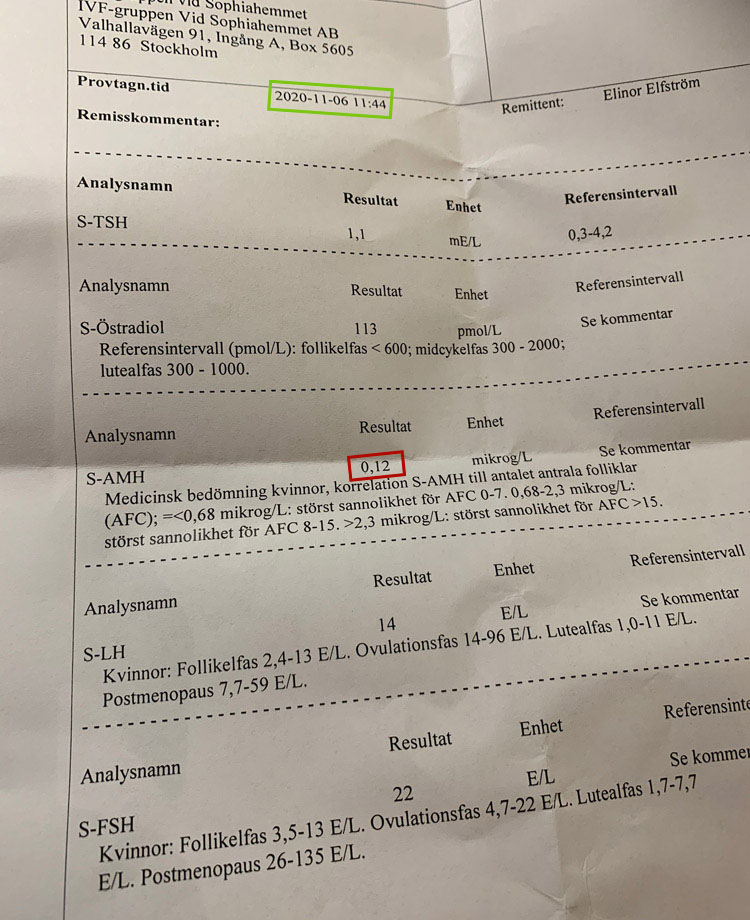 Vid Sophiahemmet
IVF-gruppen Vid Sophiahemmet AB
Valhallavägen 91, Ingång A, Box 5605
114 86 Stockholm
Provtagn.tid 2020-11-06 11:44 Remittent: Elinor Elfström
Remisskommentar:
Analysnamn Resultat Enhet Referensintervall
S-TSH 1,1 mE/L 0,3-4,2
Analysnamn Resultat Enhet Referensintervall
S-Östradiol 113 pmol/L Se kommentar
Referensintervall (pmol/L): follikelfas < 600; midcykelfas 300 - 2000;
lutealfas 300 - 1000.
Analysnamn Resultat Enhet Referensintervall
S-AMH 0,12 mikrog/L Se kommentar
Medicinsk bedömning kvinnor, korrelation S-AMH till antalet antrala folliklar
(AFC); =<0,68 mikrog/L: störst sannolikhet för AFC 0-7. 0,68-2,3 mikrog/L:
störst sannolikhet för AFC 8-15. >2,3 mikrog/L: störst sannolikhet för AFC >15.
Analysnamn Resultat Enhet Referensintervall
S-LH 14 E/L Se kommentar
Kvinnor: Follikelfas 2,4-13 E/L. Ovulationsfas 14-96 E/L. Lutealfas 1,0-11 E/L.
Postmenopaus 7,7-59 E/L.
Analysnamn Resultat Enhet Referensinte
S-FSH 22 E/L Se kommen
Kvinnor: Follikelfas 3,5-13 E/L. Ovulationsfas 4,7-22 E/L. Lutealfas 1,7-7,7
E/L. Postmenopaus 26-135 E/L.